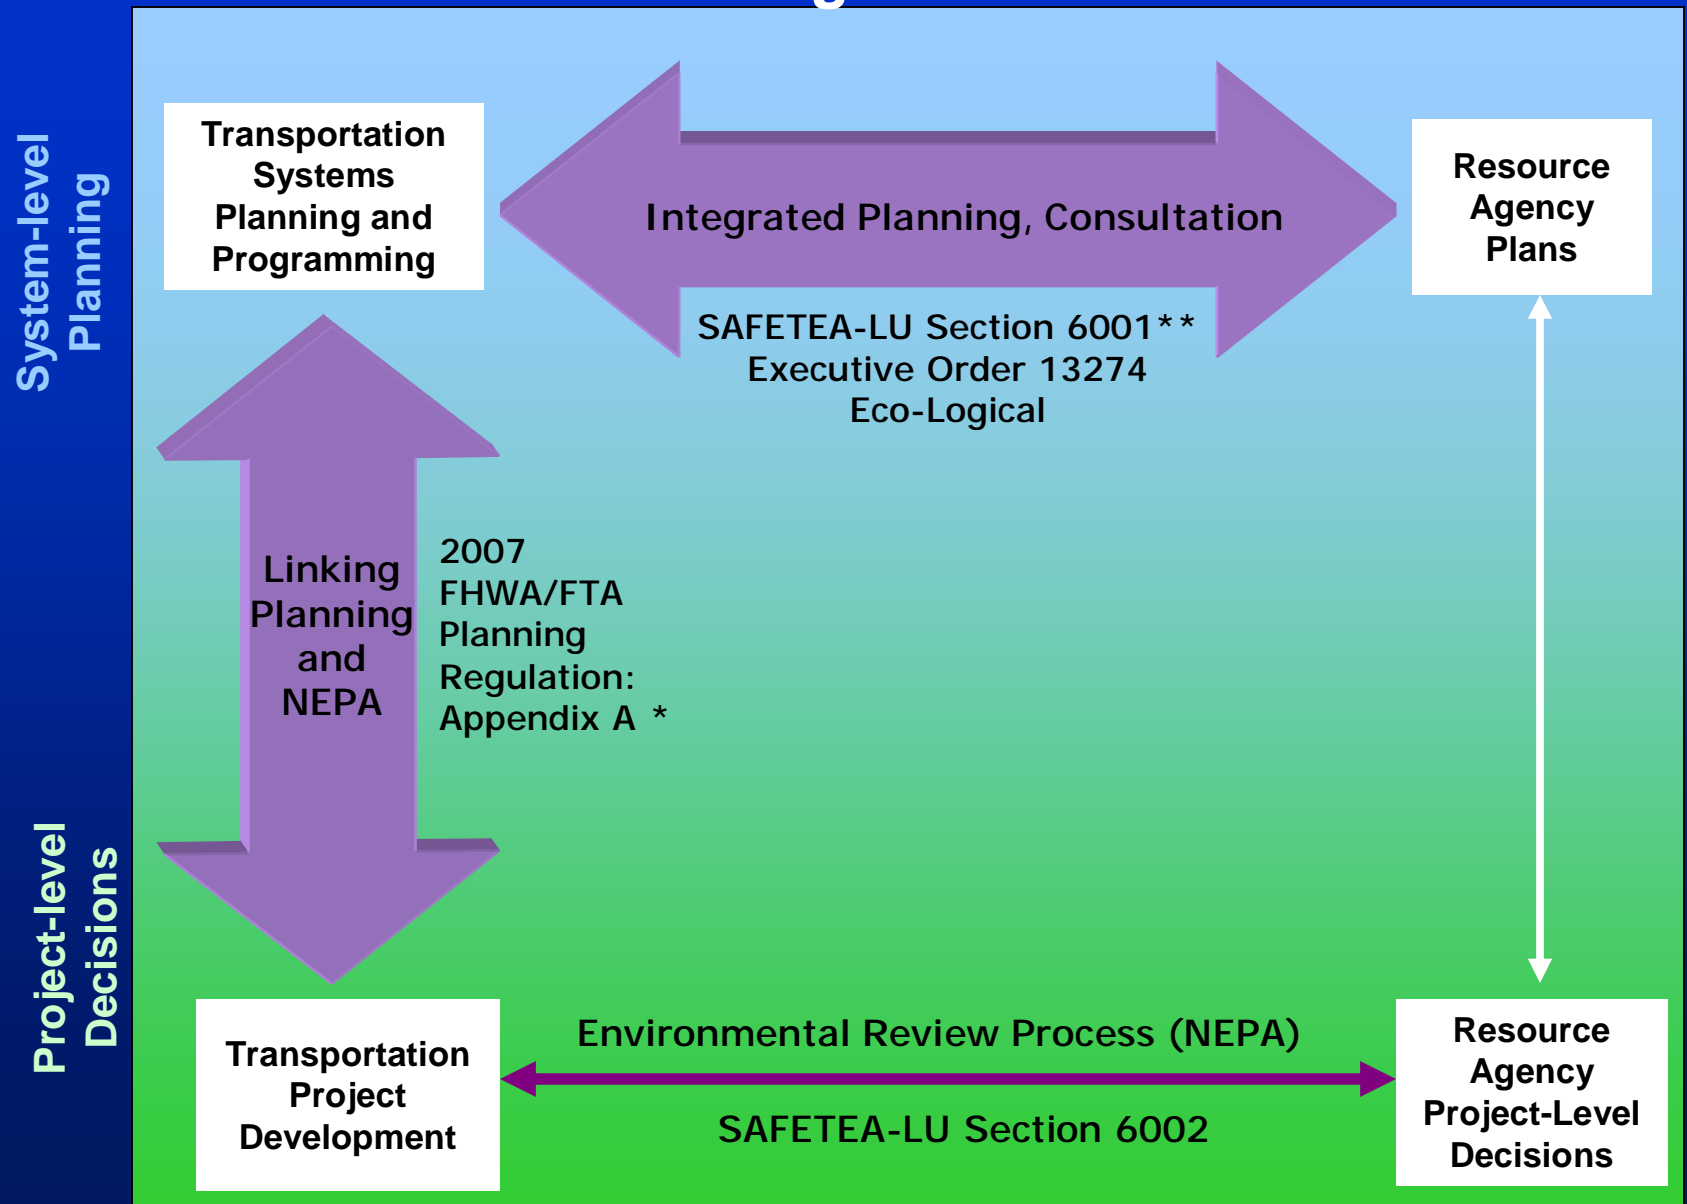 System-level
Planning
Transportation
Systems
Planning and
Programming
Integrated Planning, Consultation
Resource
Agency
Plans
SAFETEA-LU Section 6001**
Executive Order 13274
Eco-Logical
Linking
Planning
and
NEPA
2007
FHWA/FTA
Planning
Regulation:
Appendix A *
Project-level
Decisions
Transportation
Project
Development
Environmental Review Process (NEPA)
SAFETEA-LU Section 6002
Resource
Agency
Project-Level
Decisions